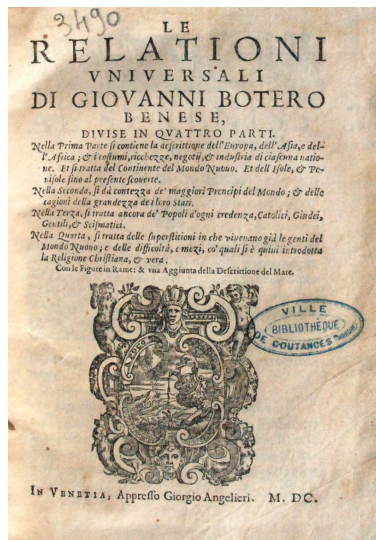 3490
LE
RELATIONI
VNIVERSALI
DI GIOVANNI BOTERO
BENESE,
DIVISE IN QVATTRO PARTI.
Nella Prima Parte si contiene la descrittione dell'Europa, dell'Asia, e del-
l'Africa; & i costumi, ricchezze, negotij, & industria di ciascuna natio-
ne. Et si tratta del Continente del Mondo Nuouo. Et dell'Isole, & Pe-
nisole sino al presente scouerte.
Nella Seconda, si dà contezza de' maggiori Prencipi del Mondo; & delle
cagioni della grandezza de i loro Stati.
Nella Terza, si tratta ancora de' Popoli d'ogni credenza, Catolici, Giudei,
Gentili, & Scismatici.
Nella Quarta, si tratta delle superstitioni in che viueuano già le genti del
Mondo Nuouo; e delle difficoltà, e mezi, co' quali si è quiui introdotta
la Religione Christiana, & vera.
Con le Figure in Rame: & vna Aggiunta della Descrittione del Mare.
VILLE
BIBLIOTHÈQUE
DE COUTANCES
IN VENETIA, Appresso Giorgio Angelieri. M. DC.